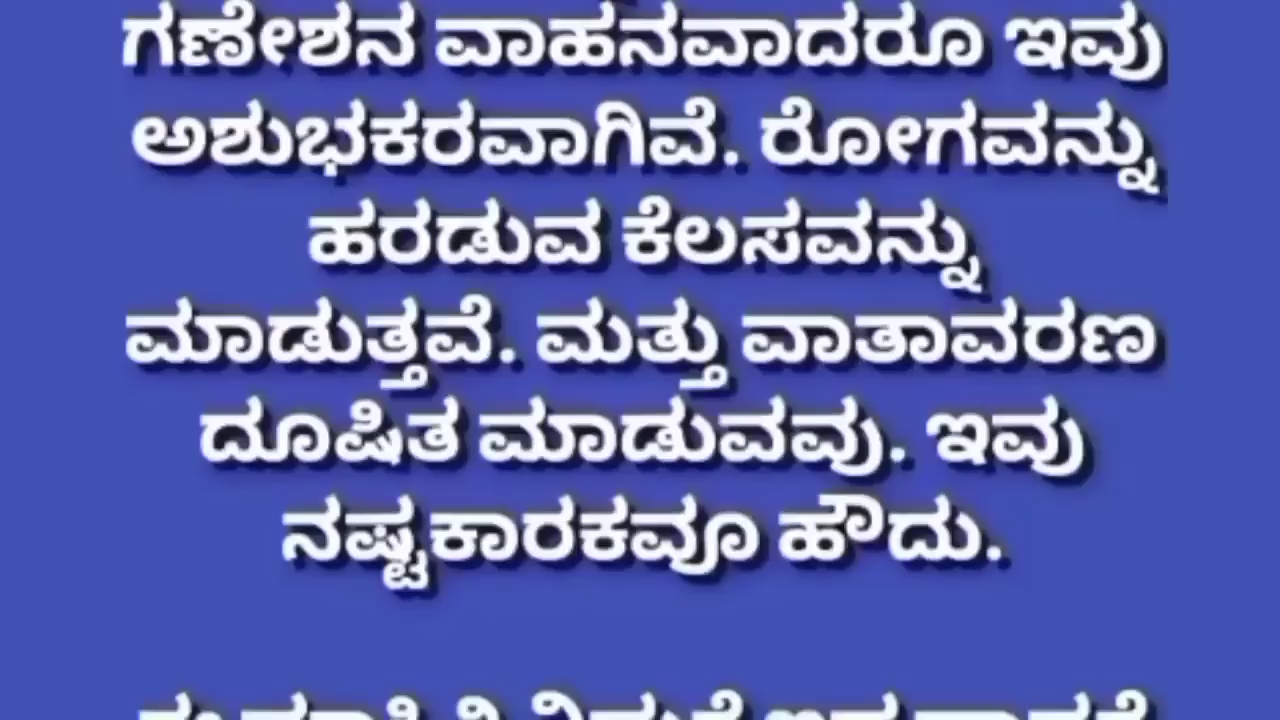 ಗಣೇಶನ ವಾಹನವಾದರೂ ಇವು
ಅಶುಭಕರವಾಗಿವೆ. ರೋಗವನ್ನು
ಹರಡುವ ಕೆಲಸವನ್ನು
ಮಾಡುತ್ತವೆ. ಮತ್ತು ವಾತಾವರಣ
ದೂಷಿತ ಮಾಡುವವು. ಇವು
ನಷ್ಟಕಾರಕವೂ ಹೌದು.